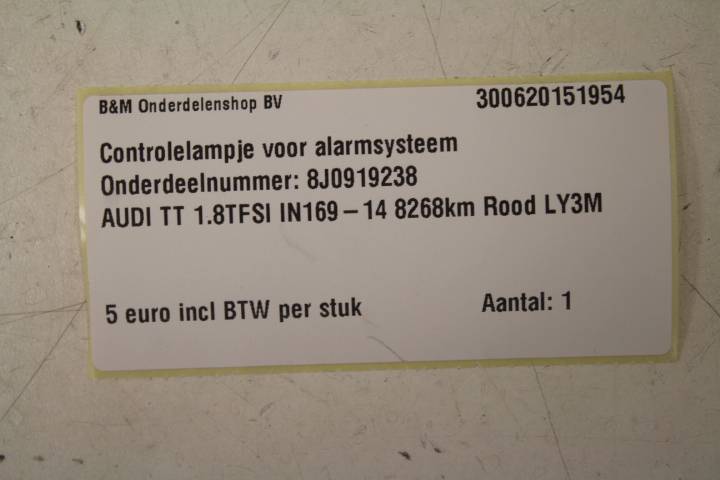 B&M Onderdelenshop BV 300620151954
Controlelampje voor alarmsysteem
Onderdeelnummer: 8J0919238
AUDI TT 1.8TFSI IN169-14 8268km Rood LY3M
5 euro incl BTW per stuk Aantal: 1